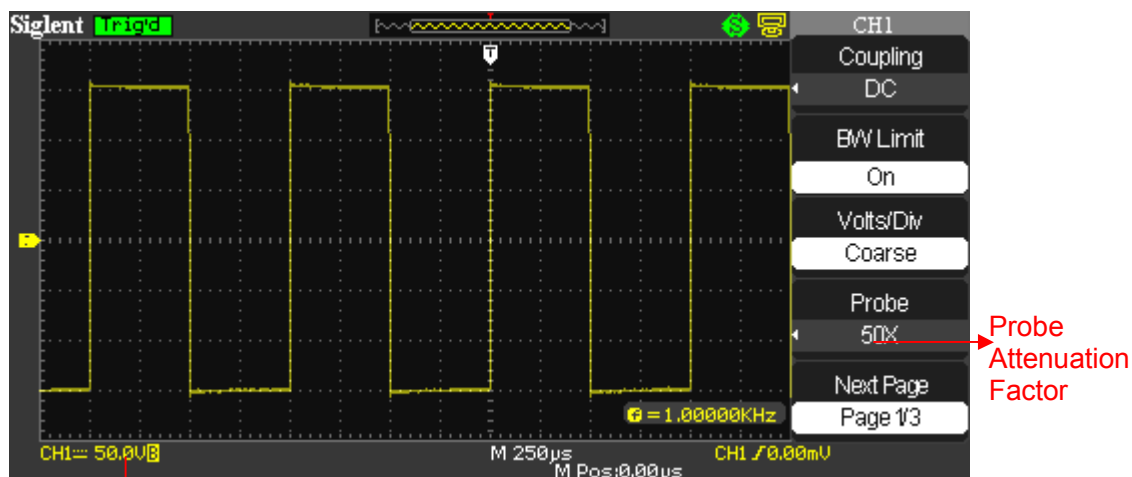 Siglent Trig'd CH1
T
Coupling
DC
BW Limit
On
Volts/Div
Coarse
Probe
50X
Probe
Attenuation
Factor
Next Page
Page 1/3
f = 1.00000KHz
CH1 50.0V B M 250µs CH1 0.00mV
M Pos:0.00µs